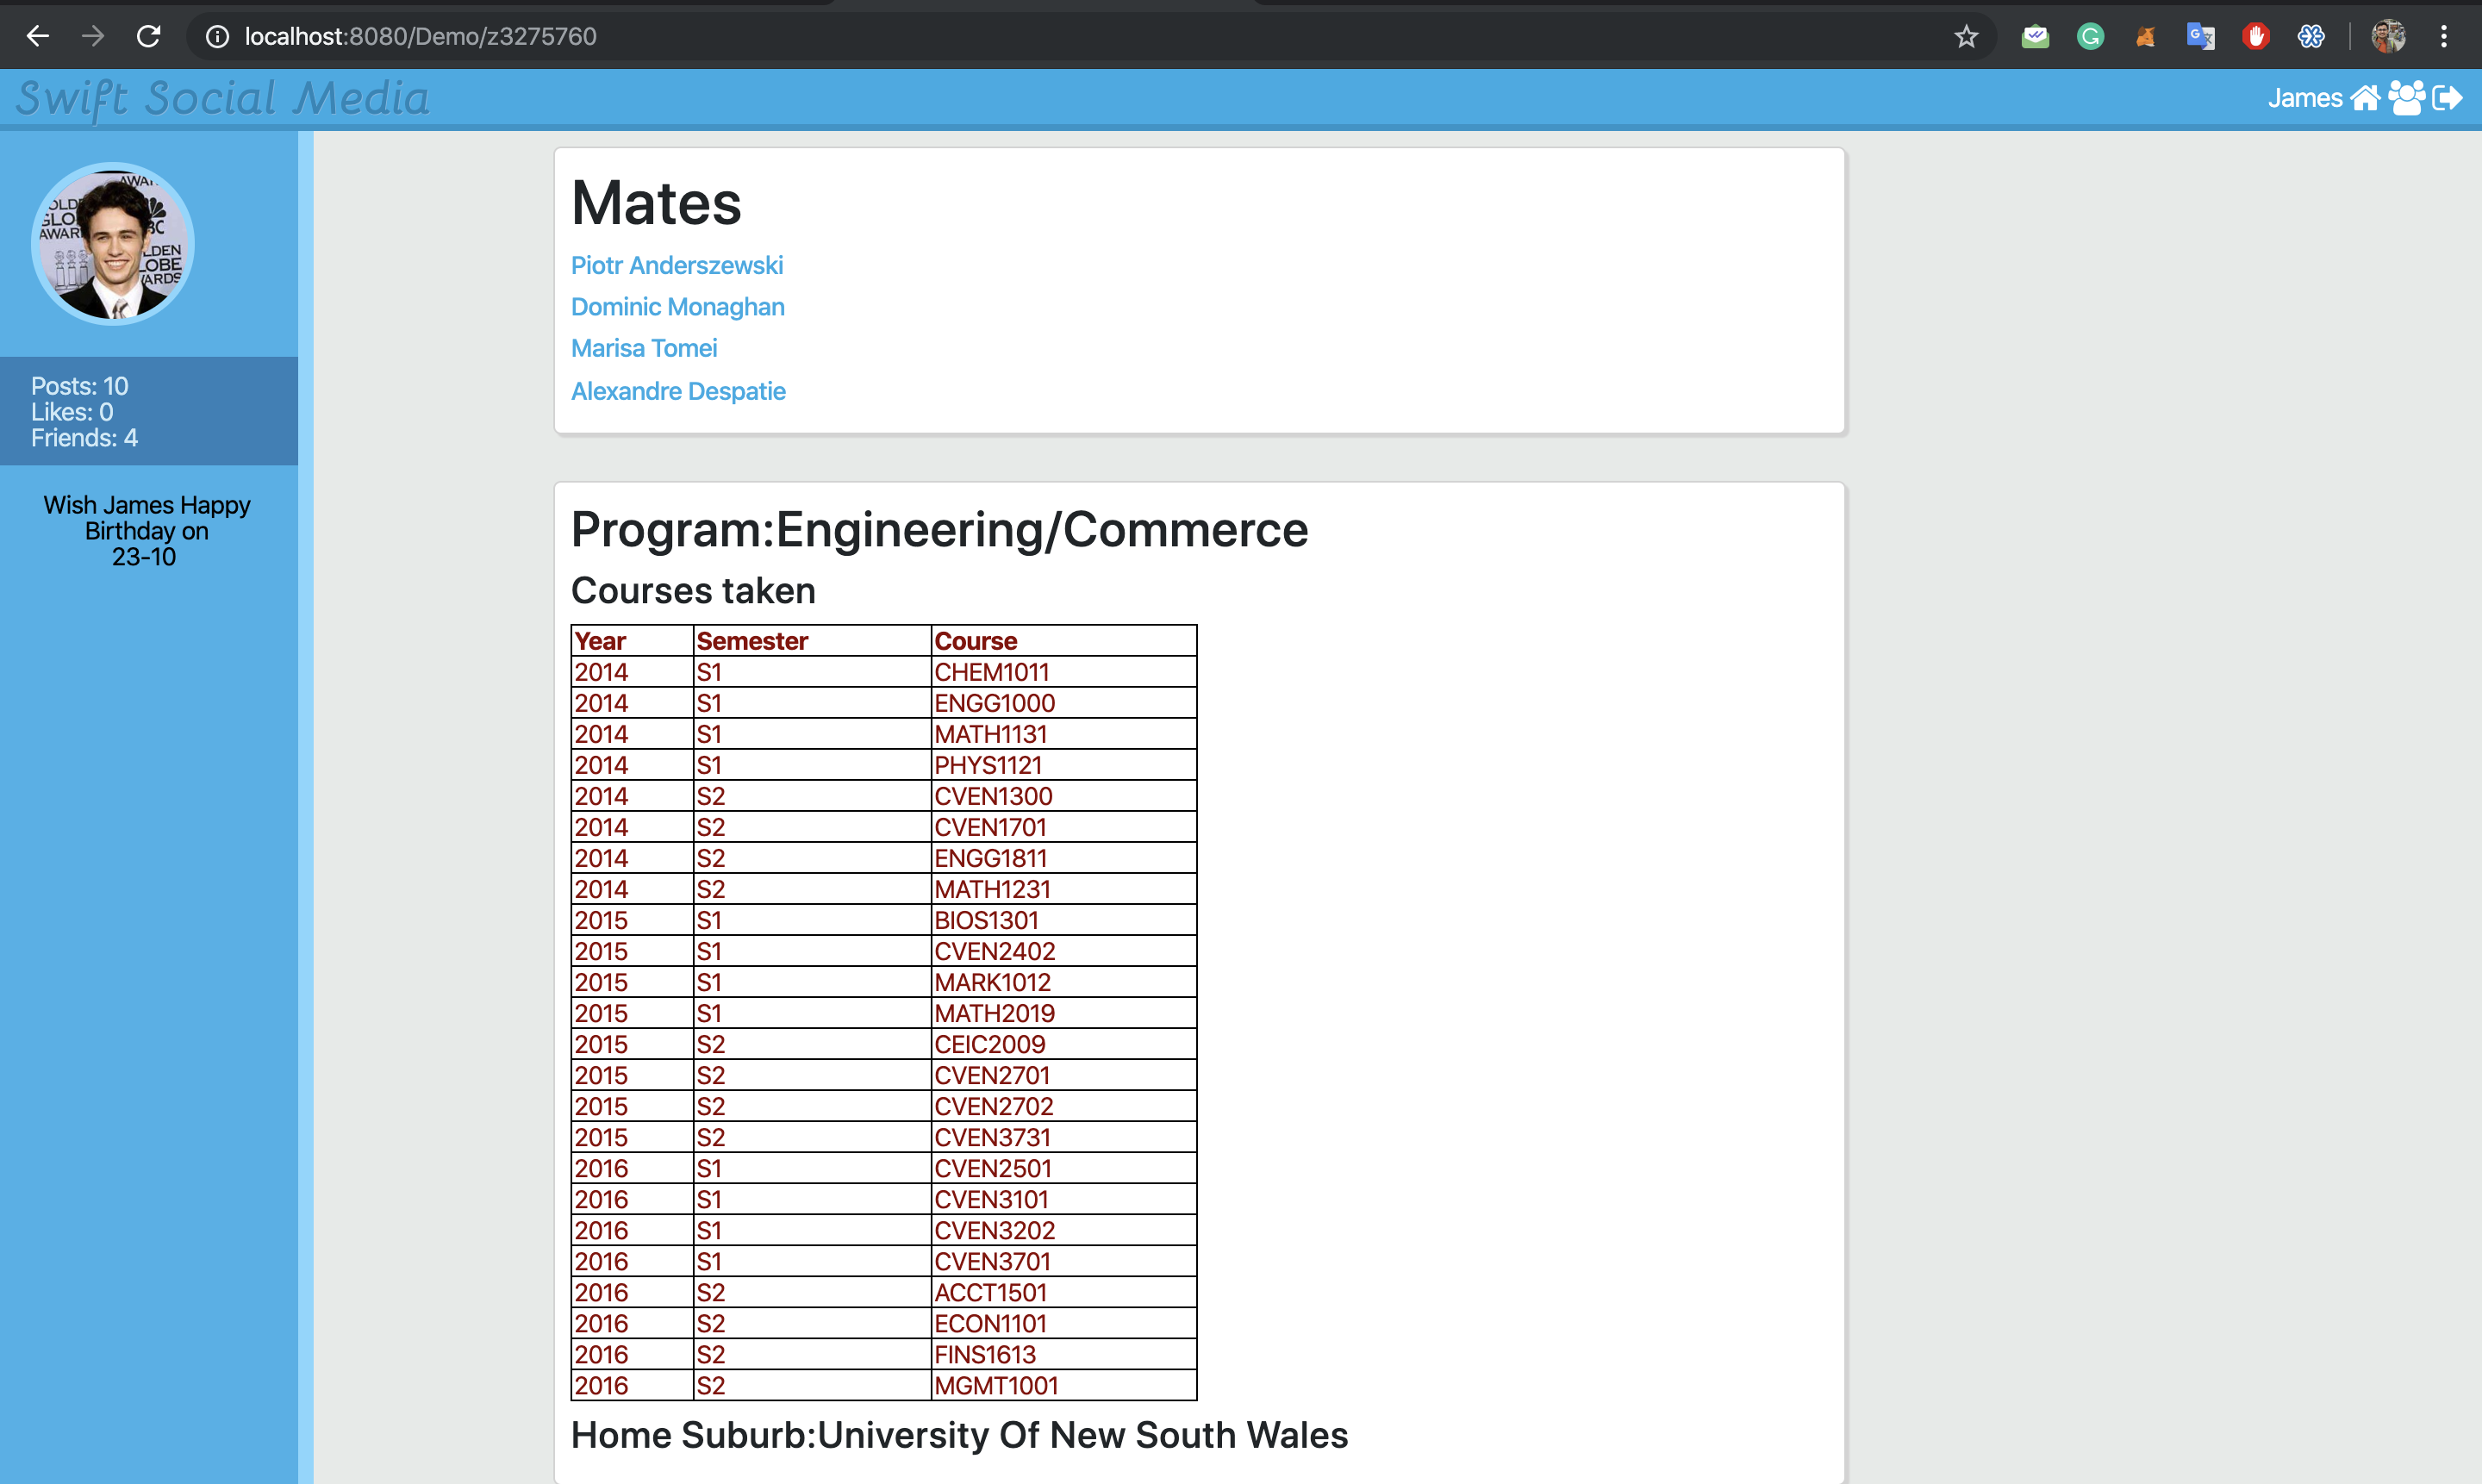 localhost:8080/Demo/z3275760
Swift Social Media
James
Posts: 10
Likes: 0
Friends: 4
Wish James Happy
Birthday on
23-10
Mates
Piotr Anderszewski
Dominic Monaghan
Marisa Tomei
Alexandre Despatie
Program:Engineering/Commerce
Courses taken
Year Semester Course
2014 S1 CHEM1011
2014 S1 ENGG1000
2014 S1 MATH1131
2014 S1 PHYS1121
2014 S2 CVEN1300
2014 S2 CVEN1701
2014 S2 ENGG1811
2014 S2 MATH1231
2015 S1 BIOS1301
2015 S1 CVEN2402
2015 S1 MARK1012
2015 S1 MATH2019
2015 S2 CEIC2009
2015 S2 CVEN2701
2015 S2 CVEN2702
2015 S2 CVEN3731
2016 S1 CVEN2501
2016 S1 CVEN3101
2016 S1 CVEN3202
2016 S1 CVEN3701
2016 S2 ACCT1501
2016 S2 ECON1101
2016 S2 FINS1613
2016 S2 MGMT1001
Home Suburb:University Of New South Wales